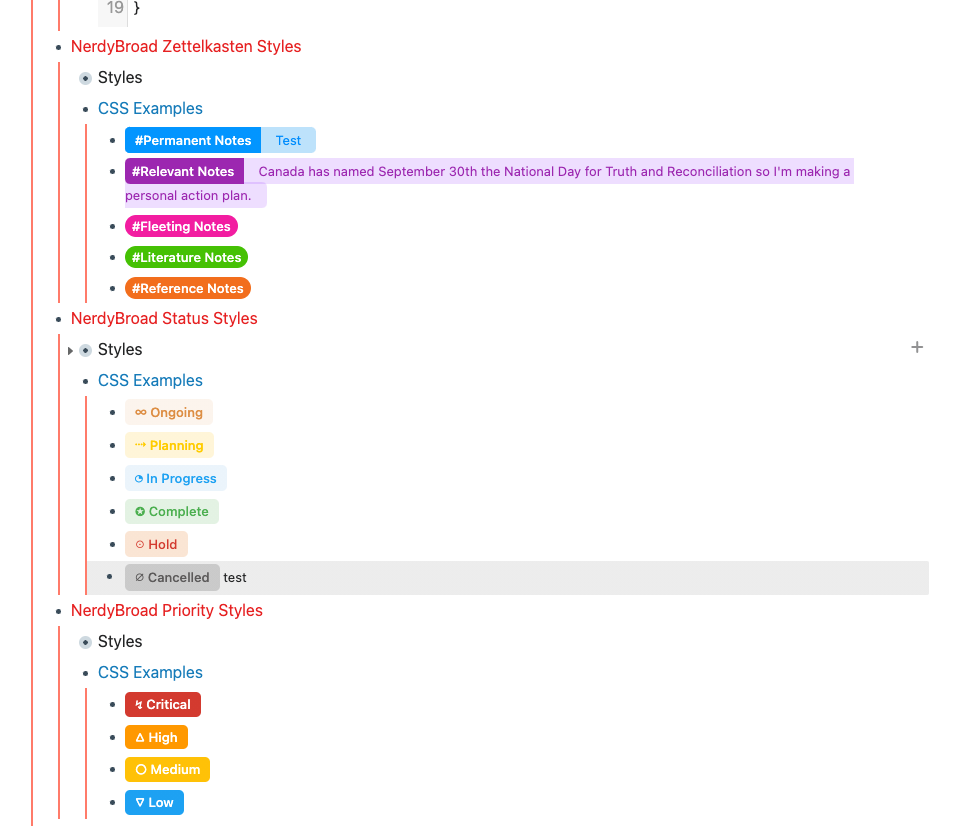 19 }
NerdyBroad Zettelkasten Styles
Styles
CSS Examples
#Permanent Notes Test
#Relevant Notes Canada has named September 30th the National Day for Truth and Reconciliation so I'm making a
personal action plan.
#Fleeting Notes
#Literature Notes
#Reference Notes
NerdyBroad Status Styles
Styles +
CSS Examples
∞ Ongoing
⇢ Planning
◔ In Progress
✪ Complete
⊙ Hold
∅ Cancelled test
NerdyBroad Priority Styles
Styles
CSS Examples
↯ Critical
∆ High
○ Medium
∇ Low